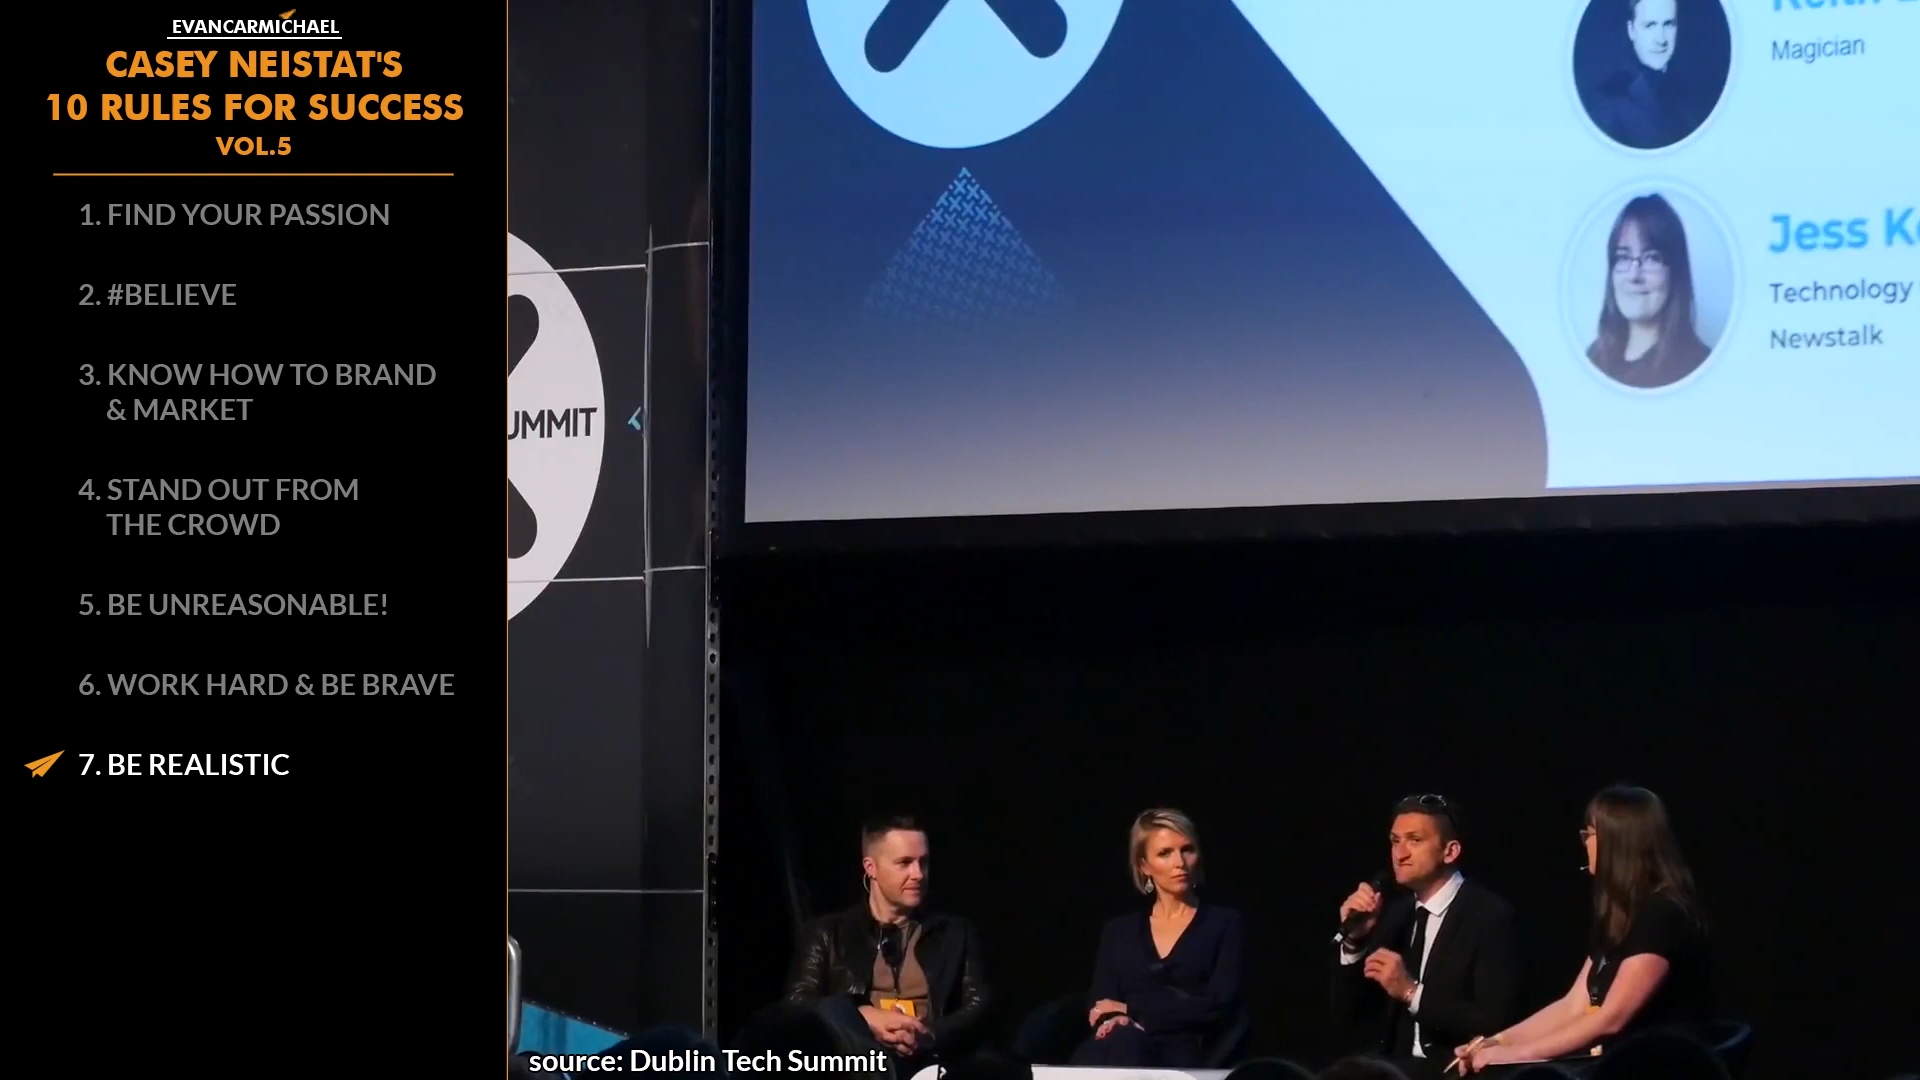 EVANCARMICHAEL
CASEY NEISTAT'S
10 RULES FOR SUCCESS
VOL.5
1. FIND YOUR PASSION
2. #BELIEVE
3. KNOW HOW TO BRAND
& MARKET
4. STAND OUT FROM
THE CROWD
5. BE UNREASONABLE!
6. WORK HARD & BE BRAVE
7. BE REALISTIC
UMMIT
Magician
Jess
Technology
Newstalk
source: Dublin Tech Summit